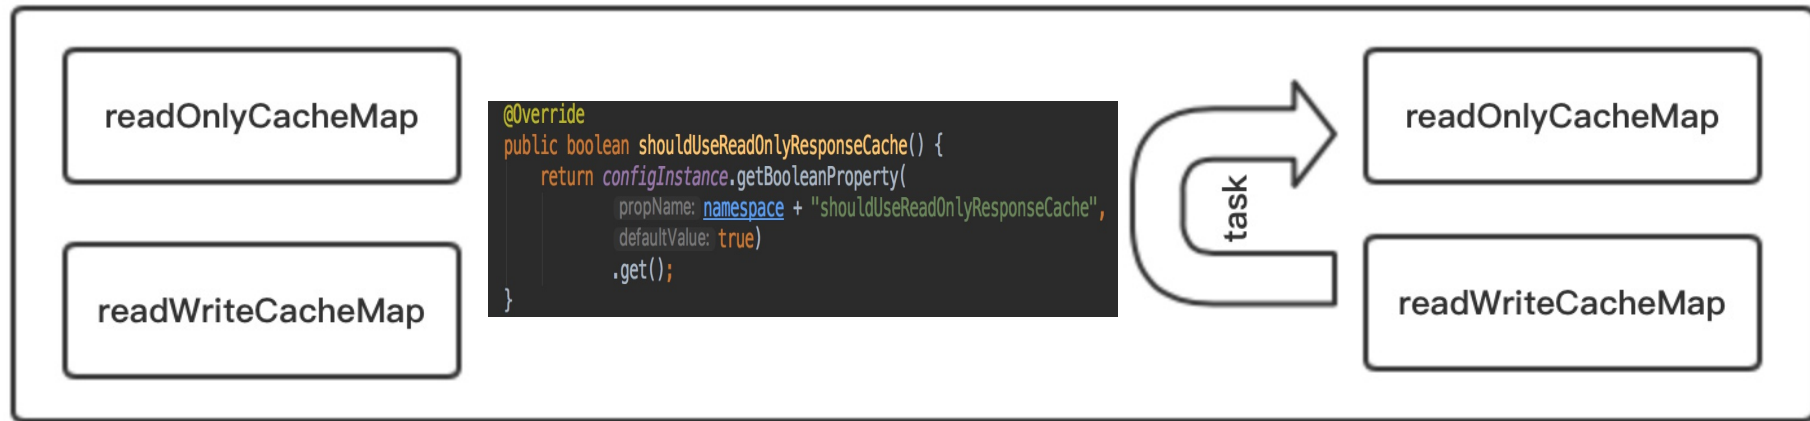 readOnlyCacheMap
readWriteCacheMap
@Override
public boolean shouldUseReadOnlyResponseCache() {
return configInstance.getBooleanProperty(
propName: namespace + "shouldUseReadOnlyResponseCache",
defaultValue: true)
.get();
}
task
readOnlyCacheMap
readWriteCacheMap